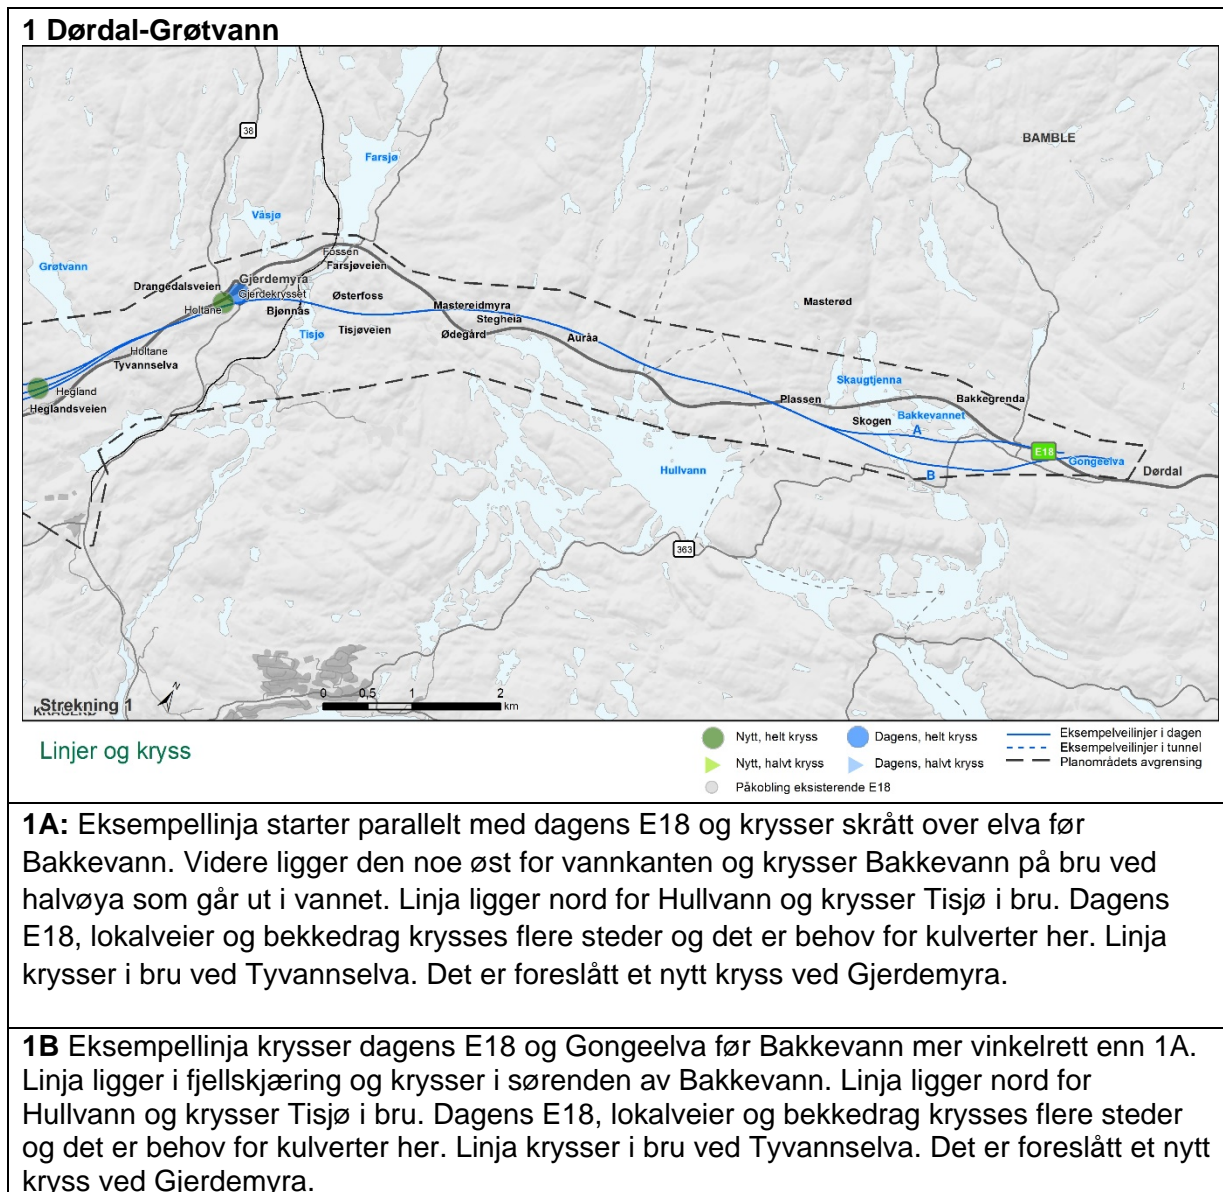 1 Dørdal-Grøtvann
38
BAMBLE
Farsjø
Våsjø
Grøtvann
Fossen
Farsjøveien
Drangedalsveien
Gjerdemyra
Gjerdekrysset
Østerfoss
Holtane
Bjønnås
Mastereidmyra
Masterød
Stegheia
Tisjø
Tisjøveien
Ødegård
Auråa
Holtane
Tyvannselva
Skaugtjenna
Hegland
Plassen
Bakkegrenda
Heglandsveien
Skogen
Bakkevannet
A
E18
Gongeelva
Dørdal
Hullvann
B
363
N
Strekning 1
0 0,5 1 2
km
Linjer og kryss
Nytt, helt kryss
Dagens, helt kryss
Eksempelveilinjer i dagen
Eksempelveilinjer i tunnel
Nytt, halvt kryss
Dagens, halvt kryss
Planområdets avgrensing
Påkobling eksisterende E18
1A: Eksempellinja starter parallelt med dagens E18 og krysser skrått over elva før
Bakkevann. Videre ligger den noe øst for vannkanten og krysser Bakkevann på bru ved
halvøya som går ut i vannet. Linja ligger nord for Hullvann og krysser Tisjø i bru. Dagens
E18, lokalveier og bekkedrag krysses flere steder og det er behov for kulverter her. Linja
krysser i bru ved Tyvannselva. Det er foreslått et nytt kryss ved Gjerdemyra.
1B Eksempellinja krysser dagens E18 og Gongeelva før Bakkevann mer vinkelrett enn 1A.
Linja ligger i fjellskjæring og krysser i sørenden av Bakkevann. Linja ligger nord for
Hullvann og krysser Tisjø i bru. Dagens E18, lokalveier og bekkedrag krysses flere steder
og det er behov for kulverter her. Linja krysser i bru ved Tyvannselva. Det er foreslått et nytt
kryss ved Gjerdemyra.